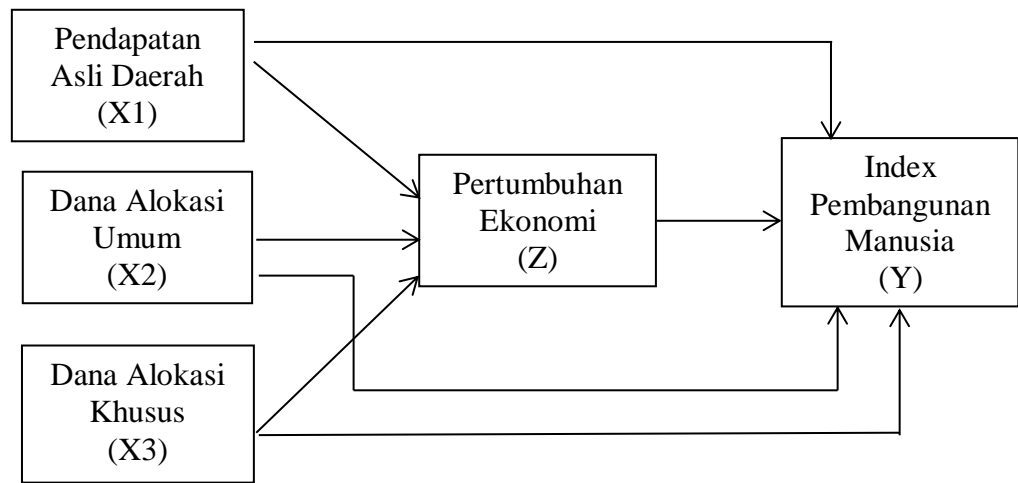 Pendapatan
Asli Daerah
(X1)
Dana Alokasi
Umum
(X2)
Dana Alokasi
Khusus
(X3)
Pertumbuhan
Ekonomi
(Z)
Index
Pembangunan
Manusia
(Y)